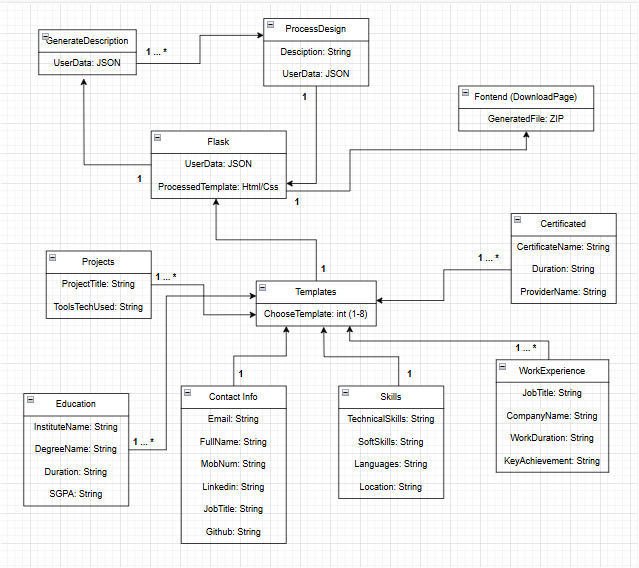 GenerateDescription
UserData: JSON
1 ... *
ProcessDesign
Desciption: String
UserData: JSON
1
Fontend (DownloadPage)
GeneratedFile: ZIP
Flask
UserData: JSON
ProcessedTemplate: Html/Css
1
1
Projects
ProjectTitle: String
ToolsTechUsed: String
1 ... *
1
Templates
ChooseTemplate: int (1-8)
Certificated
CertificateName: String
Duration: String
ProviderName: String
1 ... *
Education
InstituteName: String
DegreeName: String
Duration: String
SGPA: String
1 ... *
1
Contact Info
Email: String
FullName: String
MobNum: String
Linkedin: String
JobTitle: String
Github: String
1
Skills
TechnicalSkills: String
SoftSkills: String
Languages: String
Location: String
1 ... *
WorkExperience
JobTitle: String
CompanyName: String
WorkDuration: String
KeyAchievement: String